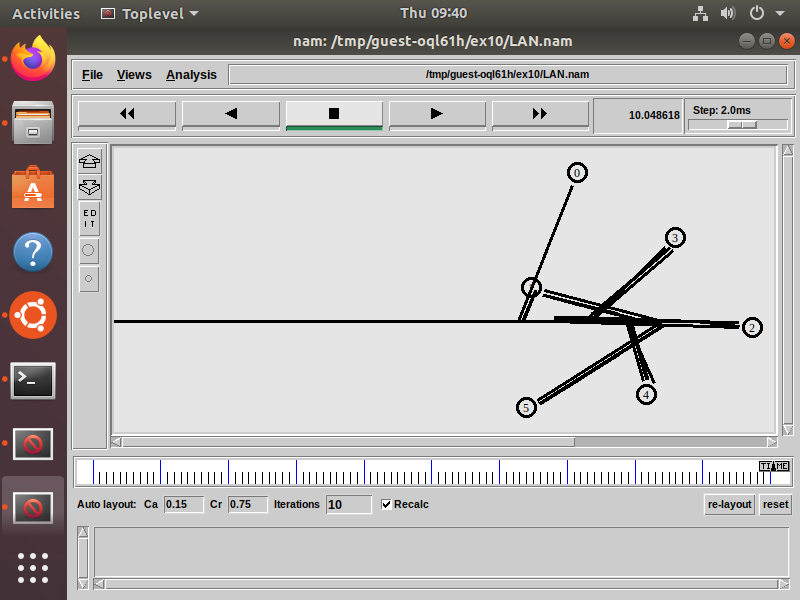 Activities Toplevel Thu 09:40
nam: /tmp/guest-oql61h/ex10/LAN.nam
File Views Analysis /tmp/guest-oql61h/ex10/LAN.nam
10.048618 Step: 2.0ms
ED
IT
0
3
2
4
5
TIME
Auto layout: Ca 0.15 Cr 0.75 Iterations 10 Recalc re-layout reset